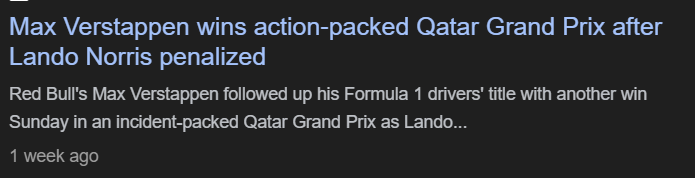 Max Verstappen wins action-packed Qatar Grand Prix after
Lando Norris penalized
Red Bull's Max Verstappen followed up his Formula 1 drivers' title with another win
Sunday in an incident-packed Qatar Grand Prix as Lando...
1 week ago